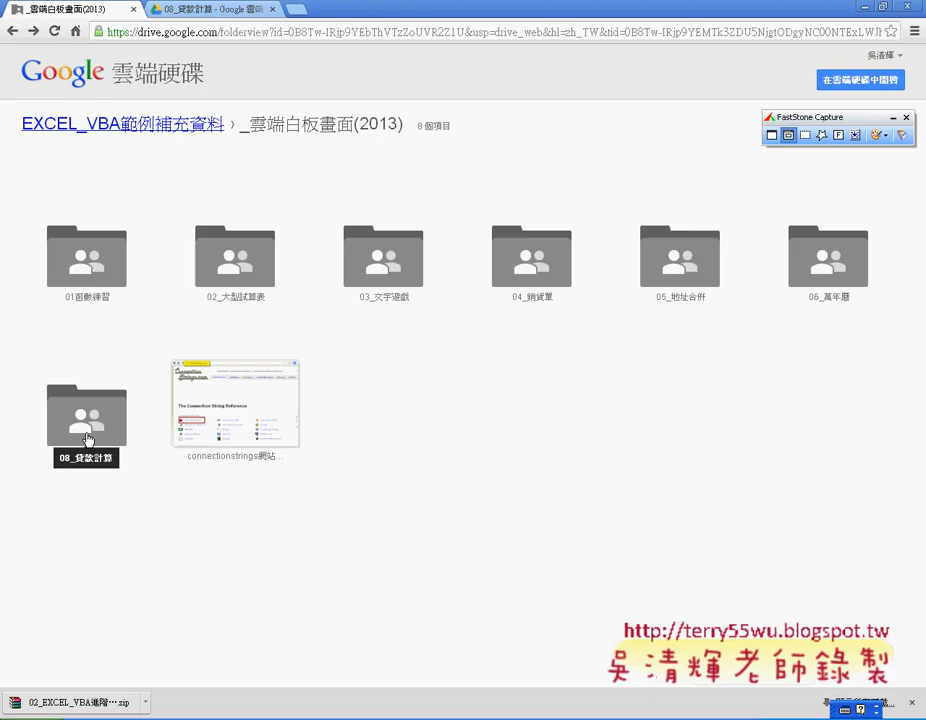 _雲端白板畫面(2013)
08_貸款計算 - Google 雲端
https://drive.google.com/folderview?id=0B8Tw-IRjp9YEbThVTzZoUVR2Z1U&usp=drive_web&hl=zh_TW&tid=0B8Tw-IRjp9YEMTk3ZDU5NjgtODgyNC00NTExLWJh
吳清輝
Google 雲端硬碟
在雲端硬碟中開啟
FastStone Capture
EXCEL_VBA範例補充資料 › _雲端白板畫面(2013) 8 個項目
01函數練習
02_大型試算表
03_文字遊戲
04_銷貨單
05_地址合併
06_萬年曆
The Connection String Reference
08_貸款計算
connectionstrings網站...
http://terry55wu.blogspot.tw
吳清輝老師錄製
02_EXCEL_VBA進階....zip